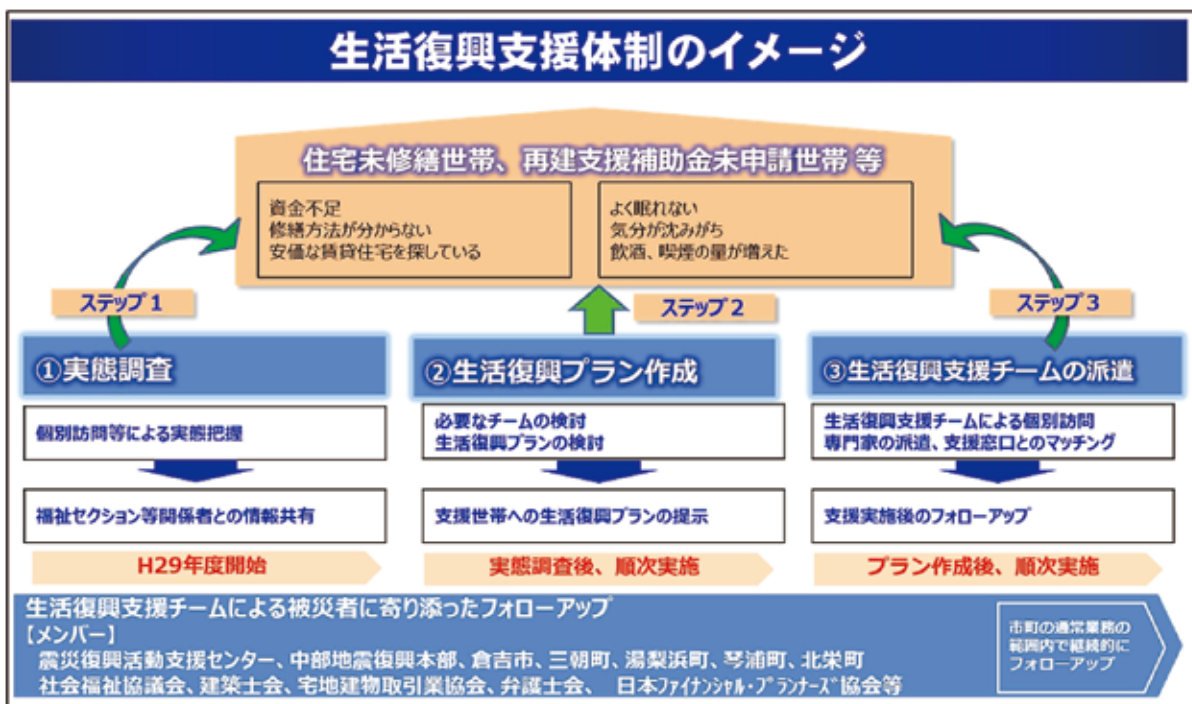 生活復興支援体制のイメージ
住宅未修繕世帯、再建支援補助金未申請世帯 等
資金不足
修繕方法が分からない
安価な賃貸住宅を探している
よく眠れない
気分が沈みがち
飲酒、喫煙の量が増えた
ステップ1
ステップ2
ステップ3
①実態調査
個別訪問等による実態把握
福祉セクション等関係者との情報共有
H29年度開始
②生活復興プラン作成
必要なチームの検討
生活復興プランの検討
支援世帯への生活復興プランの提示
実態調査後、順次実施
③生活復興支援チームの派遣
生活復興支援チームによる個別訪問
専門家の派遣、支援窓口とのマッチング
支援実施後のフォローアップ
プラン作成後、順次実施
生活復興支援チームによる被災者に寄り添ったフォローアップ
【メンバー】
震災復興活動支援センター、中部地震復興本部、倉吉市、三朝町、湯梨浜町、琴浦町、北栄町
社会福祉協議会、建築士会、宅地建物取引業協会、弁護士会、 日本ﾌｧｲﾅﾝｼｬﾙ・ﾌﾟﾗﾝﾅｰｽﾞ協会等
市町の通常業務の
範囲内で継続的に
フォローアップ